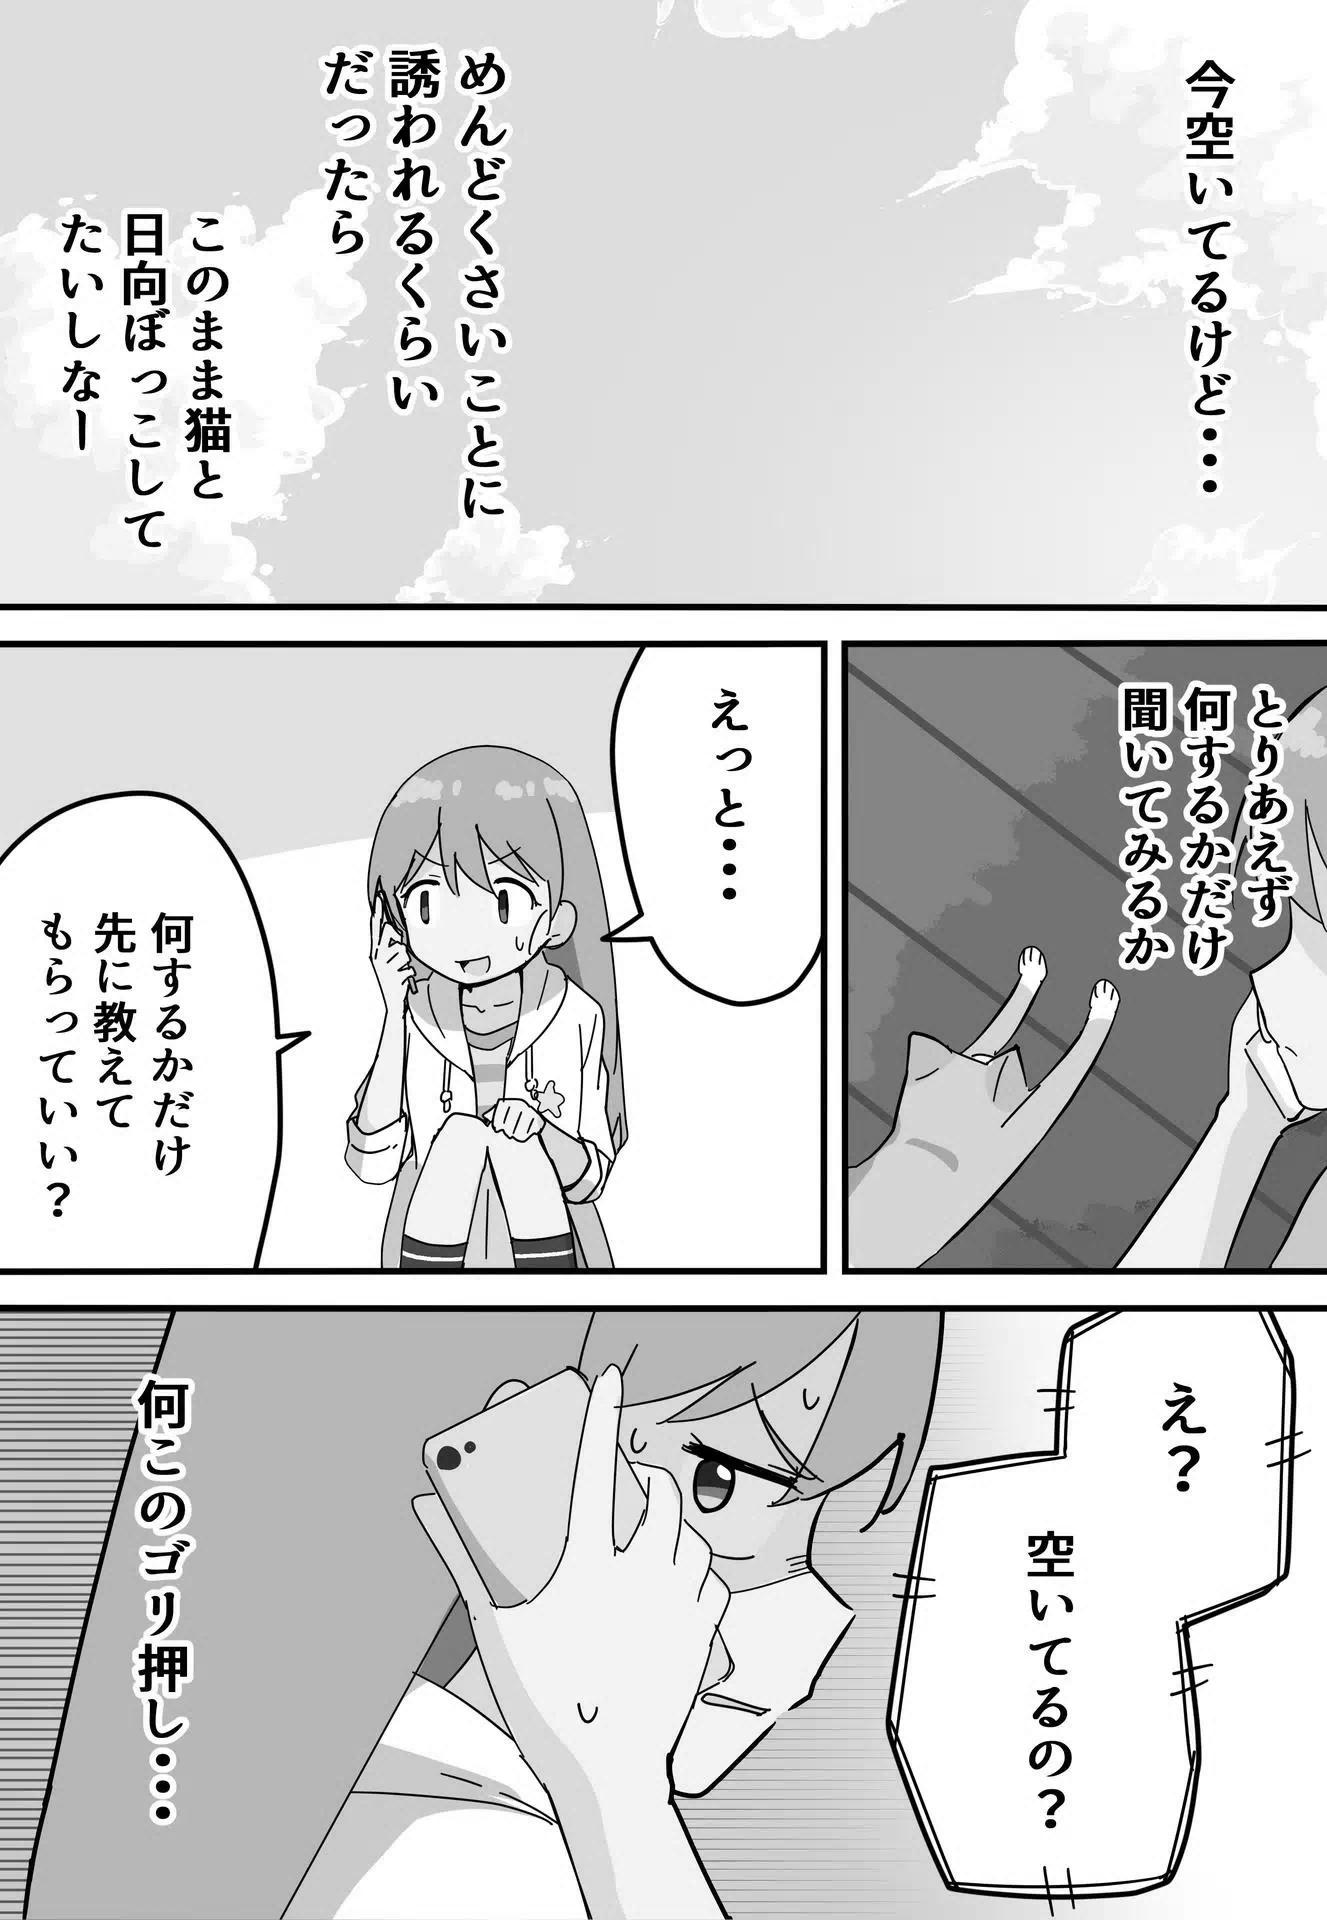 今空いてるけど・・・
めんどくさいことに
誘われるくらい
だったら
このまま猫と
日向ぼっこして
たいしなー
とりあえず
何するかだけ
聞いてみるか
えっと・・・
何するかだけ
先に教えて
もらっていい？
え？
空いてるの？
何このゴリ押し・・・